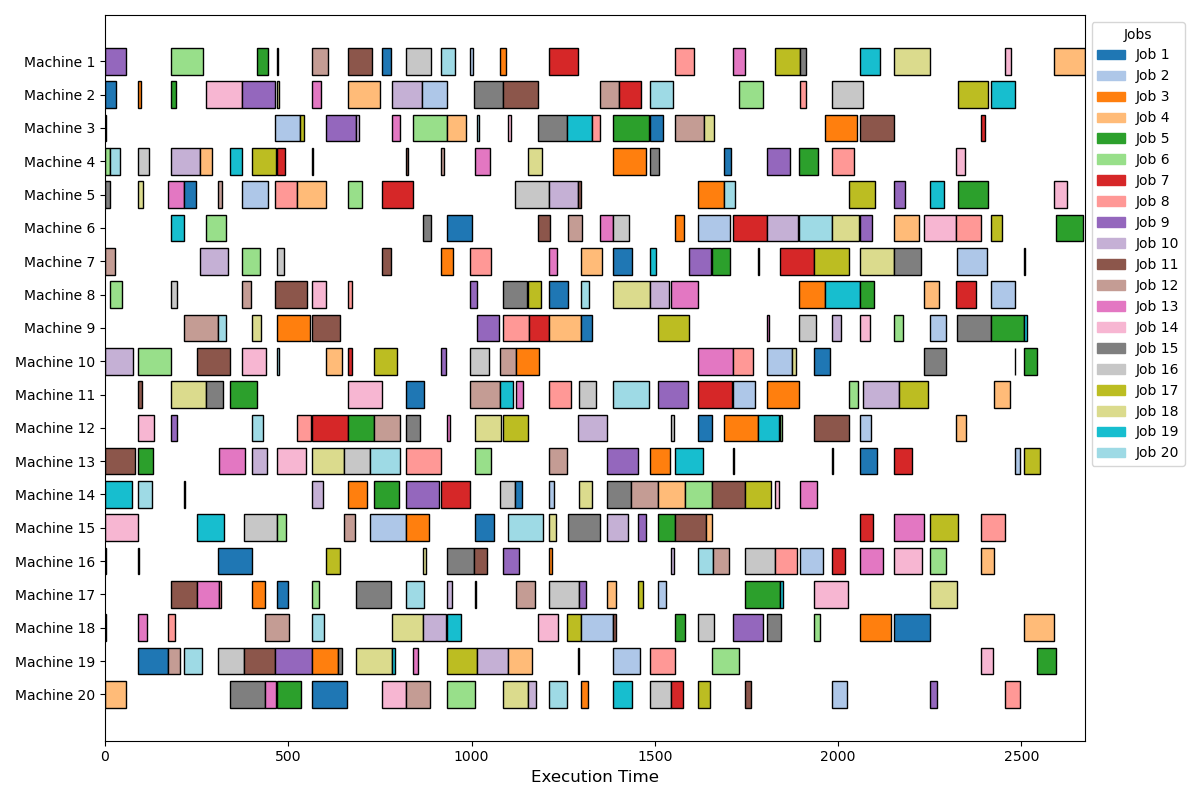 Machine 1
Machine 2
Machine 3
Machine 4
Machine 5
Machine 6
Machine 7
Machine 8
Machine 9
Machine 10
Machine 11
Machine 12
Machine 13
Machine 14
Machine 15
Machine 16
Machine 17
Machine 18
Machine 19
Machine 20
0 500 1000 1500 2000 2500
Execution Time
Jobs
Job 1
Job 2
Job 3
Job 4
Job 5
Job 6
Job 7
Job 8
Job 9
Job 10
Job 11
Job 12
Job 13
Job 14
Job 15
Job 16
Job 17
Job 18
Job 19
Job 20